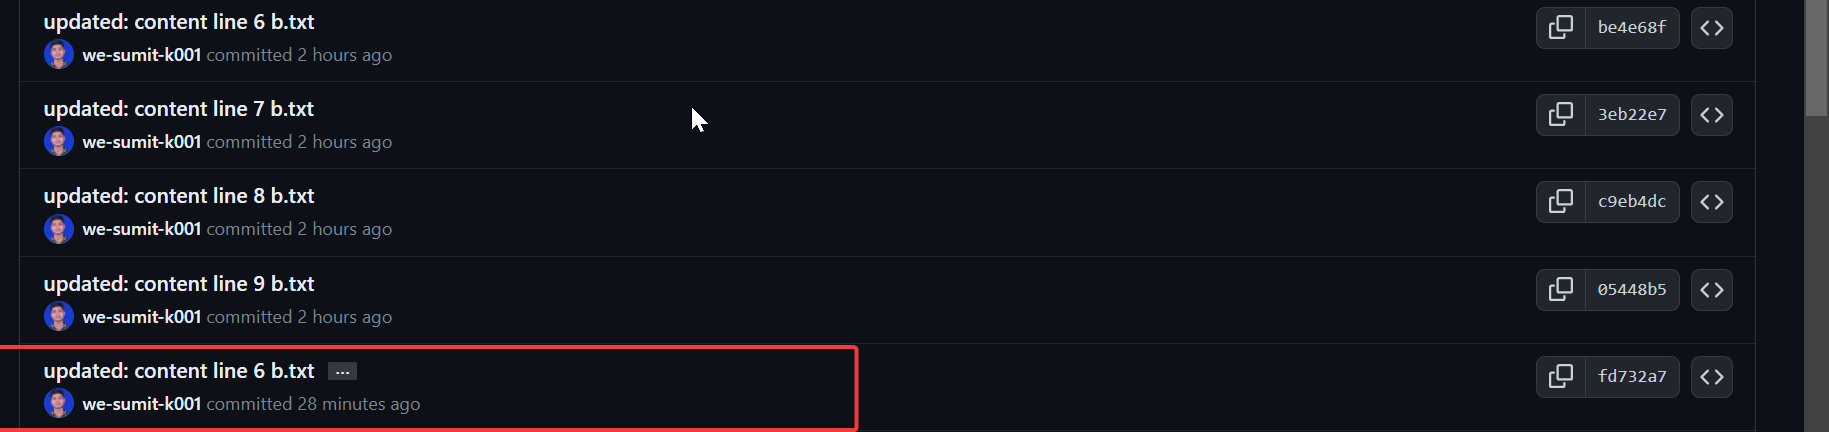 updated: content line 6 b.txt
be4e68f
we-sumit-k001 committed 2 hours ago
updated: content line 7 b.txt
3eb22e7
we-sumit-k001 committed 2 hours ago
updated: content line 8 b.txt
c9eb4dc
we-sumit-k001 committed 2 hours ago
updated: content line 9 b.txt
05448b5
we-sumit-k001 committed 2 hours ago
updated: content line 6 b.txt ...
fd732a7
we-sumit-k001 committed 28 minutes ago